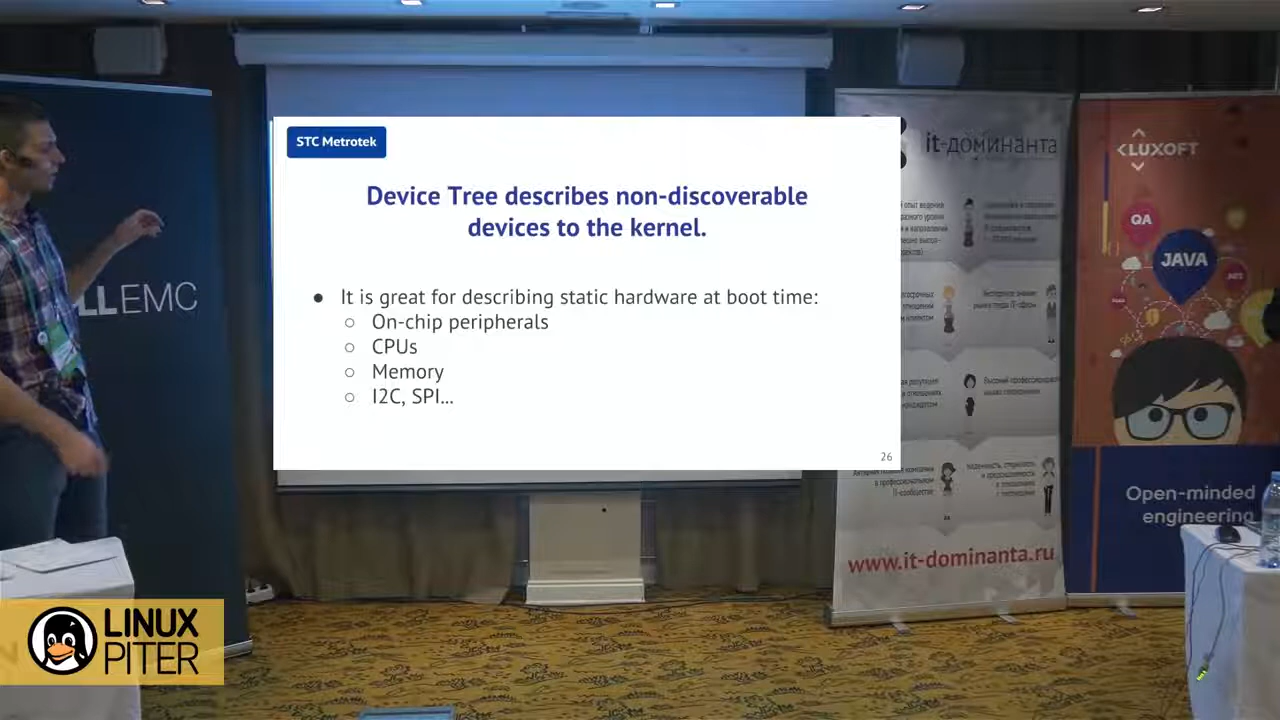 STC Metrotek
Device Tree describes non-discoverable
devices to the kernel.
● It is great for describing static hardware at boot time:
○ On-chip peripherals
○ CPUs
○ Memory
○ I2C, SPI...
26
LLEMC
it-доминанта
www.it-dominanta.ru
<LUXOFT
QA
JAVA
.NET
Open-minded
engineering
LINUX
PITER